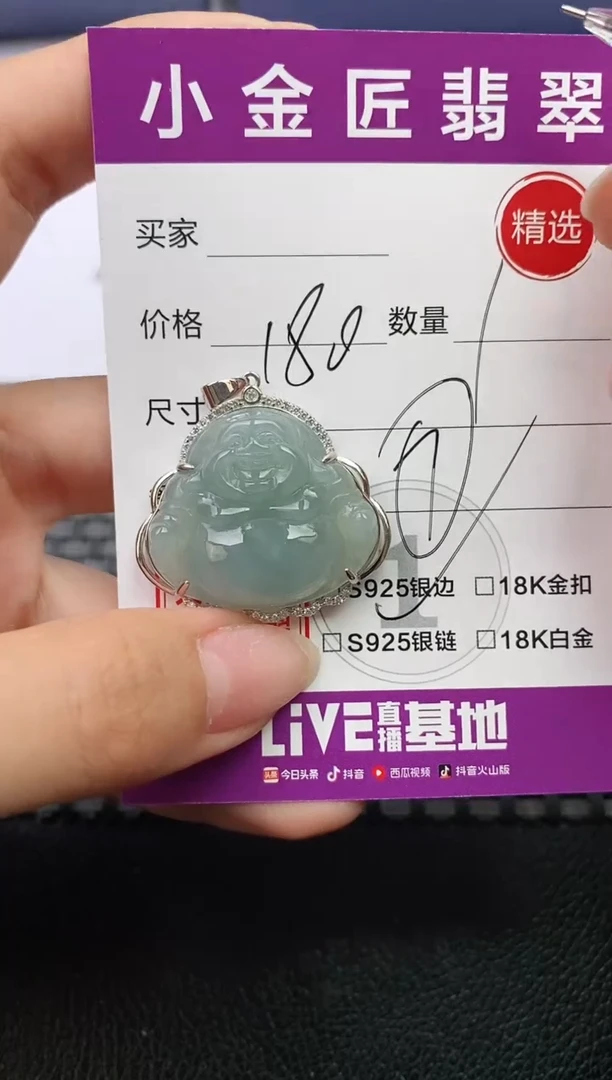 小金匠翡翠
精选
买家
价格 180 数量
尺寸
S925银边 □18K金扣
□S925银链 □18K白金
LiVE直播基地
今日头条 抖音 西瓜视频 抖音火山版